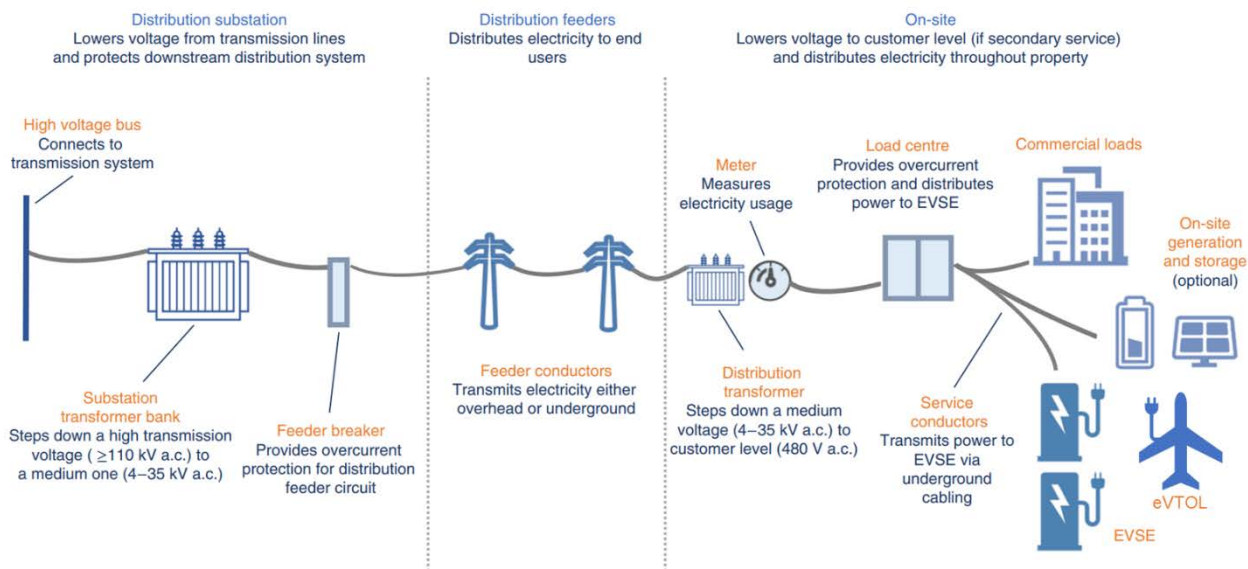 Distribution substation
Lowers voltage from transmission lines
and protects downstream distribution system
Distribution feeders
Distributes electricity to end
users
On-site
Lowers voltage to customer level (if secondary service)
and distributes electricity throughout property
High voltage bus
Connects to
transmission system
Meter
Measures
electricity usage
Load centre
Provides overcurrent
protection and distributes
power to EVSE
Commercial loads
On-site
generation
and storage
(optional)
Substation
transformer bank
Steps down a high transmission
voltage ( ≥110 kV a.c.) to
a medium one (4–35 kV a.c.)
Feeder breaker
Provides overcurrent
protection for distribution
feeder circuit
Feeder conductors
Transmits electricity either
overhead or underground
Distribution
transformer
Steps down a medium
voltage (4–35 kV a.c.) to
customer level (480 V a.c.)
Service
conductors
Transmits power to
EVSE via
underground
cabling
eVTOL
EVSE